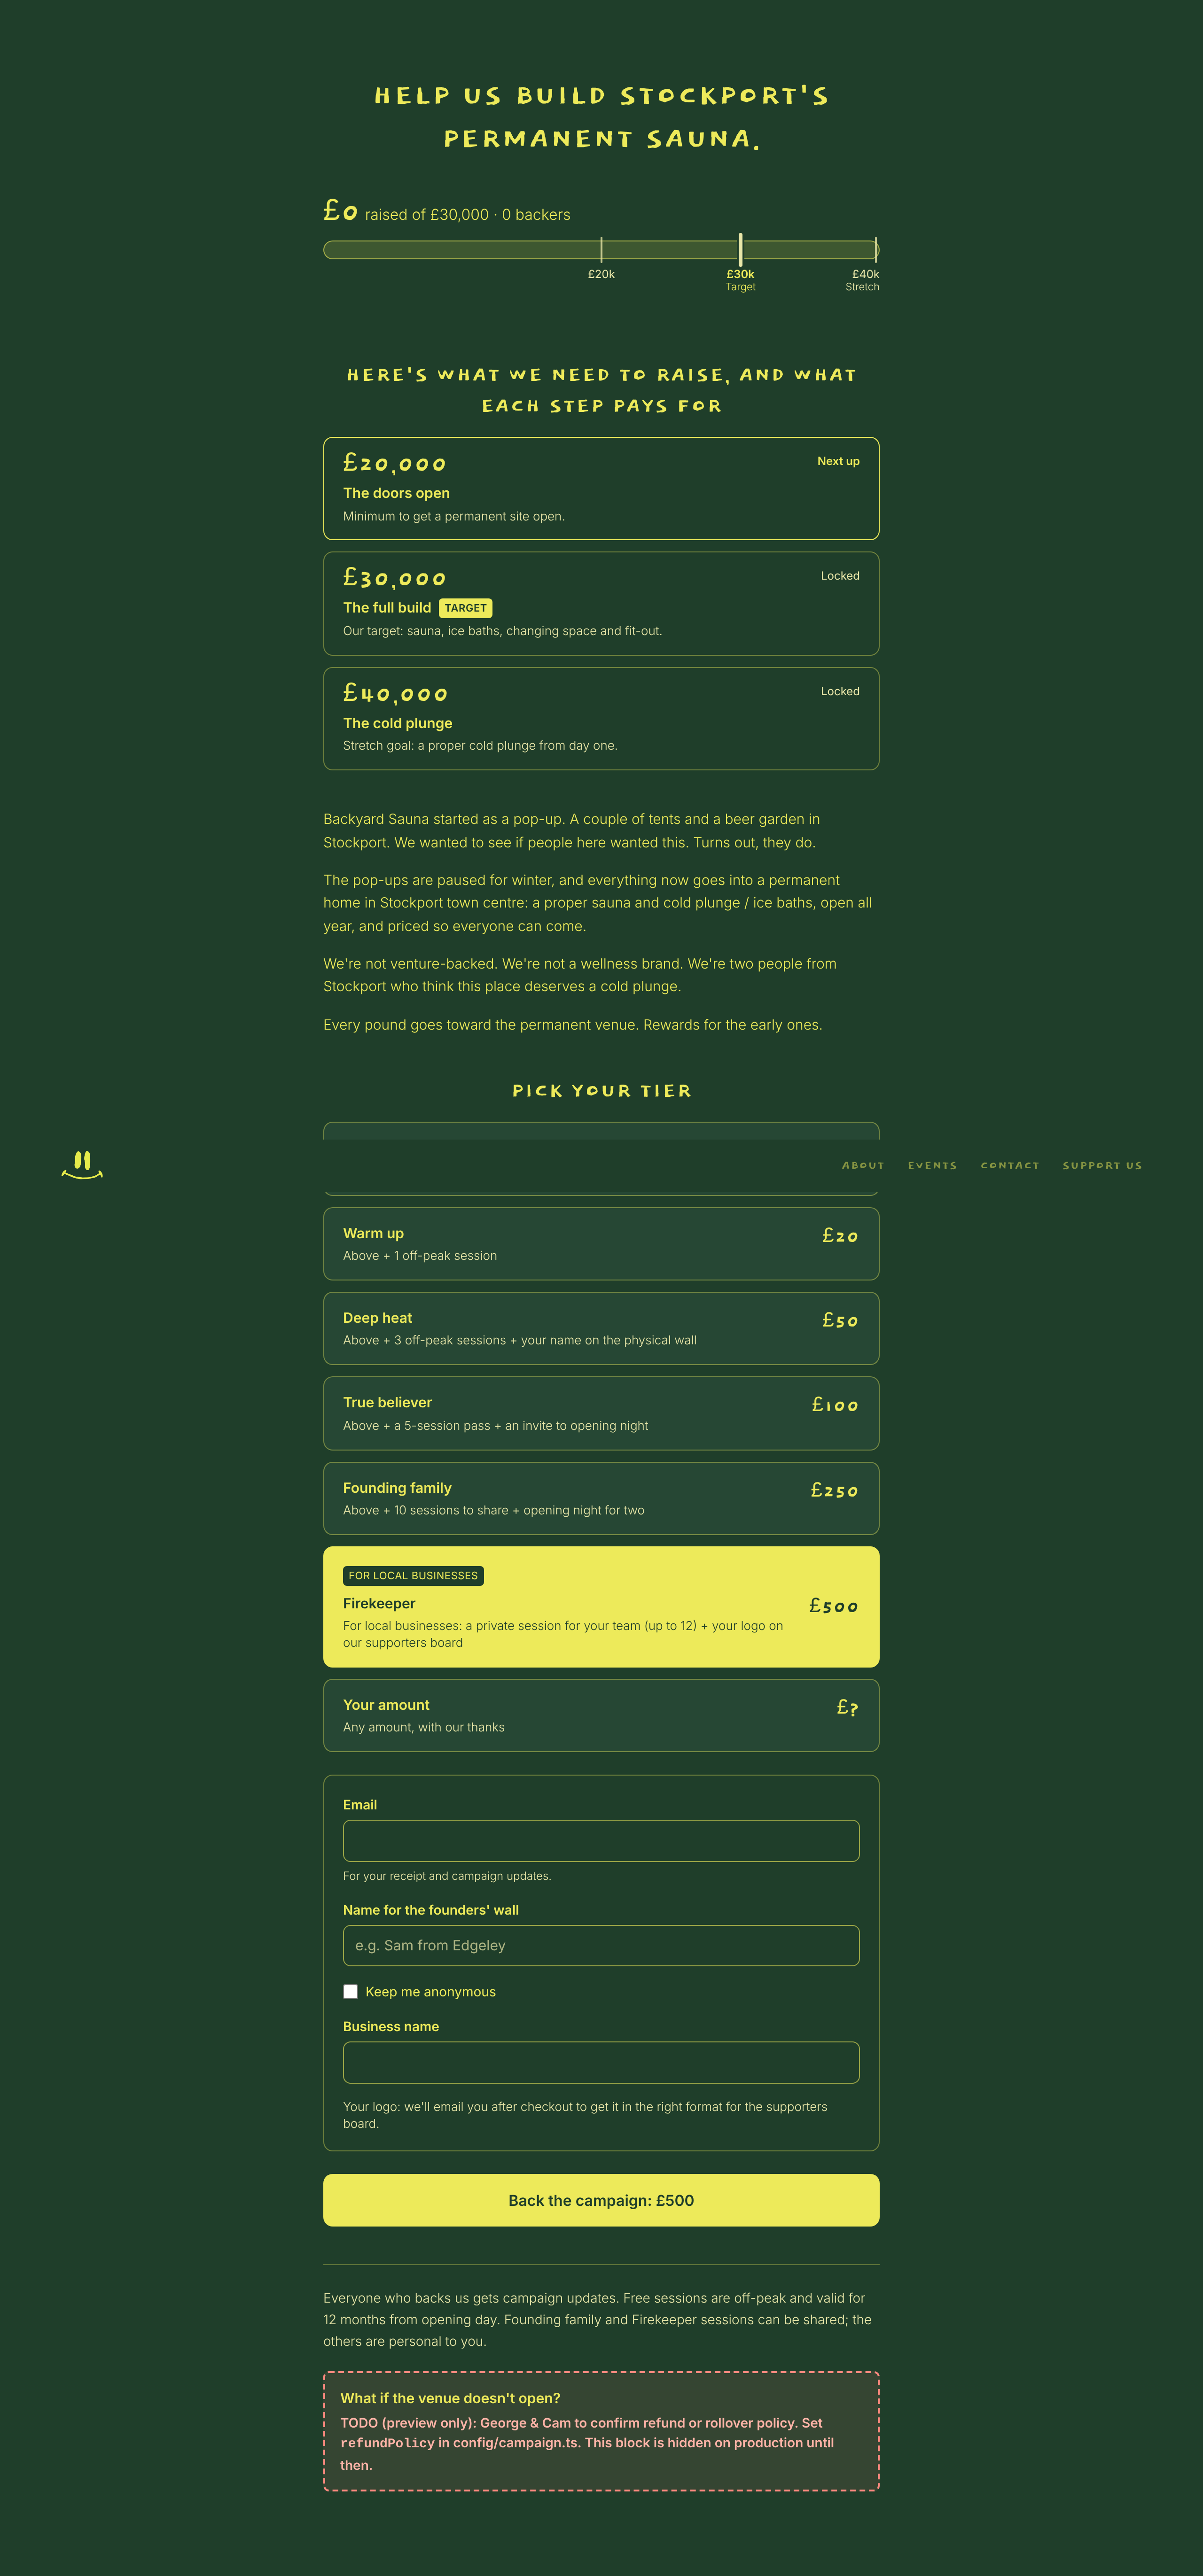 HELP US BUILD STOCKPORT'S
PERMANENT SAUNA.
£0 raised of £30,000 · 0 backers
£20k
£30k
Target
£40k
Stretch
HERE'S WHAT WE NEED TO RAISE, AND WHAT
EACH STEP PAYS FOR
£20,000
Next up
The doors open
Minimum to get a permanent site open.
£30,000
Locked
The full build TARGET
Our target: sauna, ice baths, changing space and fit-out.
£40,000
Locked
The cold plunge
Stretch goal: a proper cold plunge from day one.
Backyard Sauna started as a pop-up. A couple of tents and a beer garden in
Stockport. We wanted to see if people here wanted this. Turns out, they do.
The pop-ups are paused for winter, and everything now goes into a permanent
home in Stockport town centre: a proper sauna and cold plunge / ice baths, open all
year, and priced so everyone can come.
We're not venture-backed. We're not a wellness brand. We're two people from
Stockport who think this place deserves a cold plunge.
Every pound goes toward the permanent venue. Rewards for the early ones.
PICK YOUR TIER
ABOUT EVENTS CONTACT SUPPORT US
Warm up
£20
Above + 1 off-peak session
Deep heat
£50
Above + 3 off-peak sessions + your name on the physical wall
True believer
£100
Above + a 5-session pass + an invite to opening night
Founding family
£250
Above + 10 sessions to share + opening night for two
FOR LOCAL BUSINESSES
Firekeeper
£500
For local businesses: a private session for your team (up to 12) + your logo on
our supporters board
Your amount
£?
Any amount, with our thanks
Email
For your receipt and campaign updates.
Name for the founders' wall
e.g. Sam from Edgeley
Keep me anonymous
Business name
Your logo: we'll email you after checkout to get it in the right format for the supporters
board.
Back the campaign: £500
Everyone who backs us gets campaign updates. Free sessions are off-peak and valid for
12 months from opening day. Founding family and Firekeeper sessions can be shared; the
others are personal to you.
What if the venue doesn't open?
TODO (preview only): George & Cam to confirm refund or rollover policy. Set
refundPolicy in config/campaign.ts. This block is hidden on production until
then.